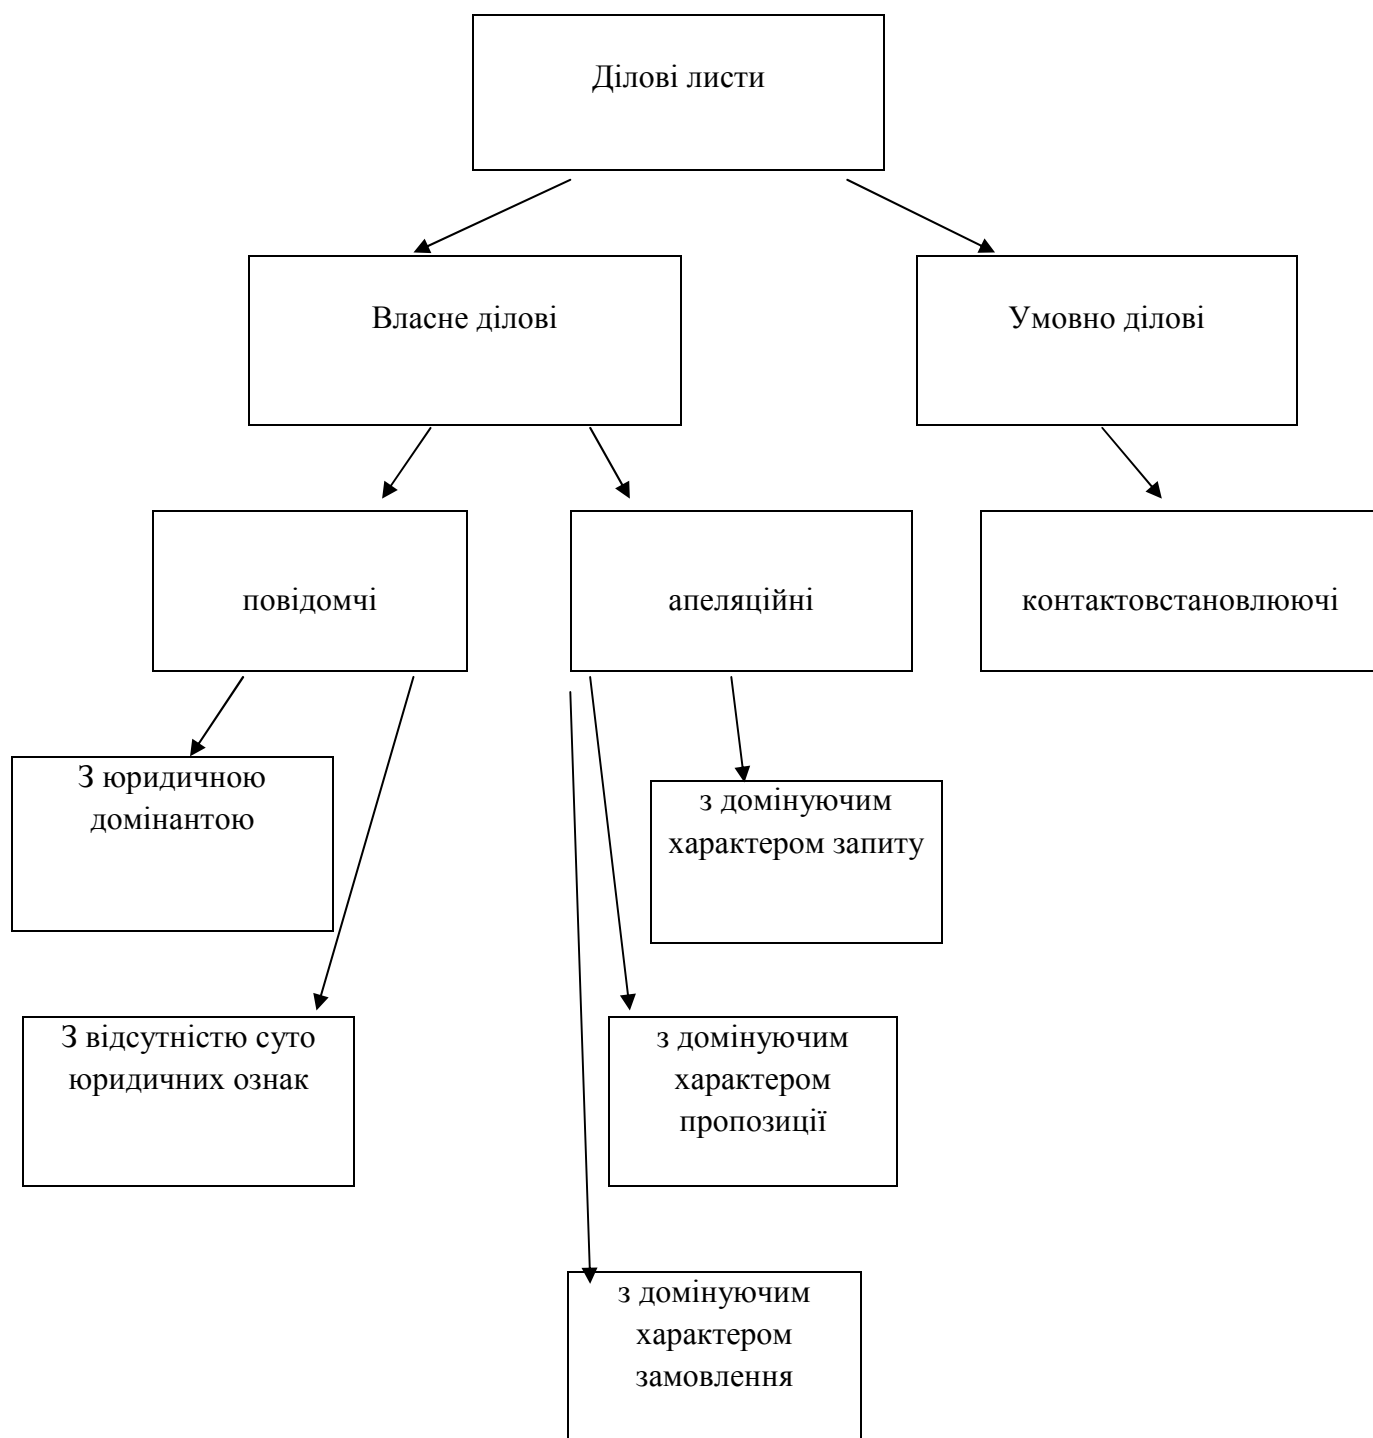 Ділові листи
Власне ділові
Умовно ділові
повідомчі
апеляційні
контактовстановлюючі
З юридичною
домінантою
з домінуючим
характером запиту
З відсутністю суто
юридичних ознак
з домінуючим
характером
пропозиції
з домінуючим
характером
замовлення